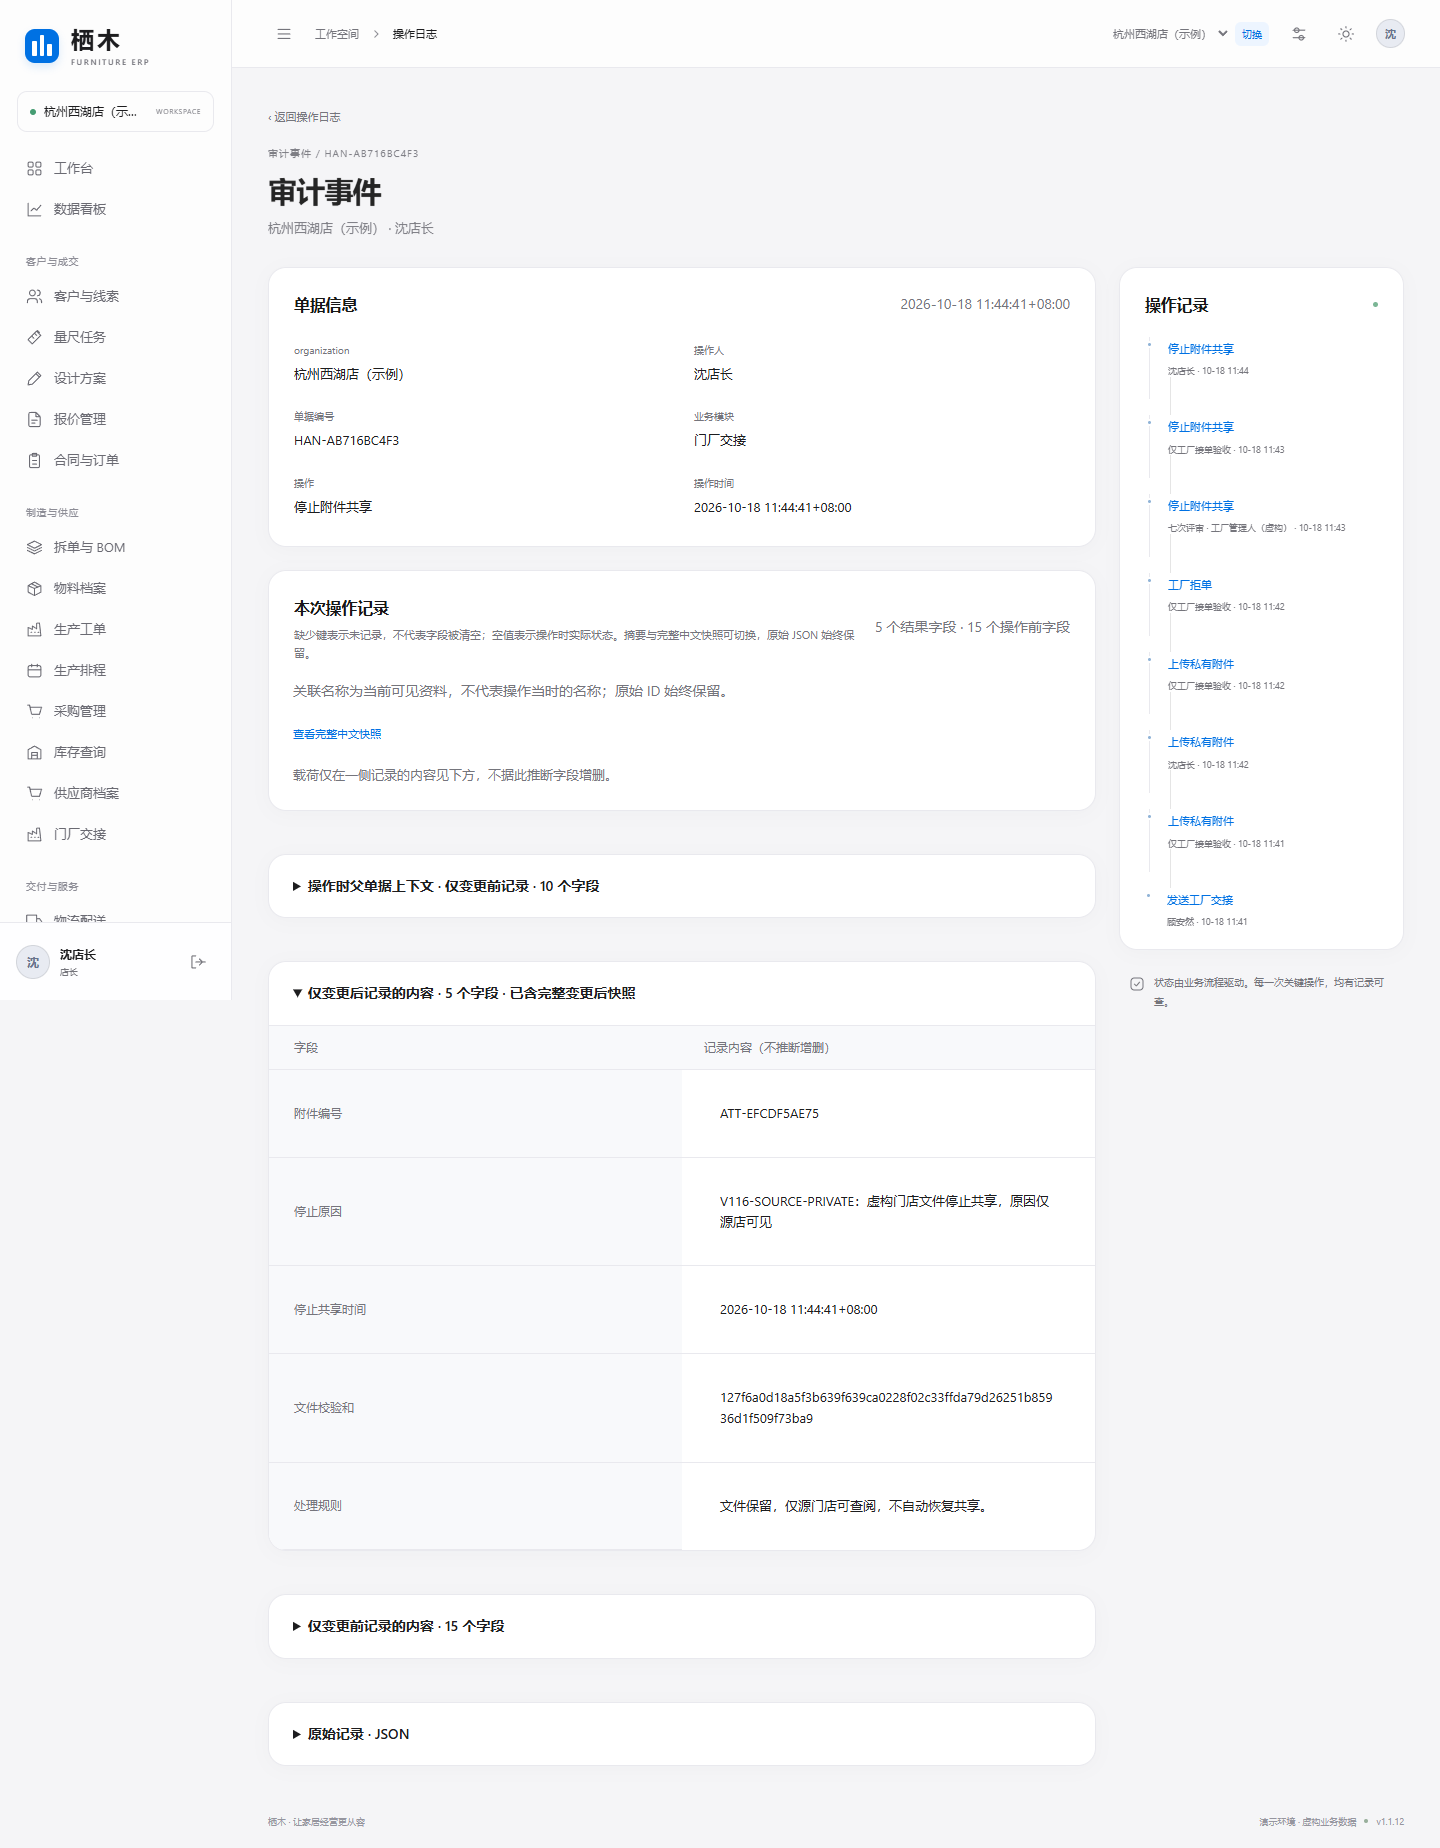 栖木
FURNITURE ERP
杭州西湖店（示...
WORKSPACE
工作台
数据看板
客户与成交
客户与线索
量尺任务
设计方案
报价管理
合同与订单
制造与供应
拆单与 BOM
物料档案
生产工单
生产排程
采购管理
库存查询
供应商档案
门厂交接
交付与服务
物流配送
沈
沈店长
店长
工作空间
操作日志
杭州西湖店（示例）
切换
沈
‹ 返回操作日志
审计事件 / HAN-AB716BC4F3
审计事件
杭州西湖店（示例） · 沈店长
单据信息
2026-10-18 11:44:41+08:00
organization
杭州西湖店（示例）
操作人
沈店长
单据编号
HAN-AB716BC4F3
业务模块
门厂交接
操作
停止附件共享
操作时间
2026-10-18 11:44:41+08:00
本次操作记录
缺少键表示未记录，不代表字段被清空；空值表示操作时实际状态。摘要与完整中文快照可切换，原始 JSON 始终保
留。
5 个结果字段 · 15 个操作前字段
关联名称为当前可见资料，不代表操作当时的名称；原始 ID 始终保留。
查看完整中文快照
载荷仅在一侧记录的内容见下方，不据此推断字段增删。
▶ 操作时父单据上下文 · 仅变更前记录 · 10 个字段
▼ 仅变更后记录的内容 · 5 个字段 · 已含完整变更后快照
字段
记录内容（不推断增删）
附件编号
ATT-EFCDF5AE75
停止原因
V116-SOURCE-PRIVATE：虚构门店文件停止共享，原因仅
源店可见
停止共享时间
2026-10-18 11:44:41+08:00
文件校验和
127f6a0d18a5f3b639f639ca0228f02c33ffda79d26251b859
36d1f509f73ba9
处理规则
文件保留，仅源门店可查阅，不自动恢复共享。
▶ 仅变更前记录的内容 · 15 个字段
▶ 原始记录 · JSON
操作记录
停止附件共享
沈店长 · 10-18 11:44
停止附件共享
仅工厂接单验收 · 10-18 11:43
停止附件共享
七次评审 · 工厂管理人（虚构） · 10-18 11:43
工厂拒单
仅工厂接单验收 · 10-18 11:42
上传私有附件
仅工厂接单验收 · 10-18 11:42
上传私有附件
沈店长 · 10-18 11:42
上传私有附件
仅工厂接单验收 · 10-18 11:41
发送工厂交接
顾安然 · 10-18 11:41
状态由业务流程驱动。每一次关键操作，均有记录可
查。
栖木 · 让家居经营更从容
演示环境 · 虚构业务数据
v1.1.12